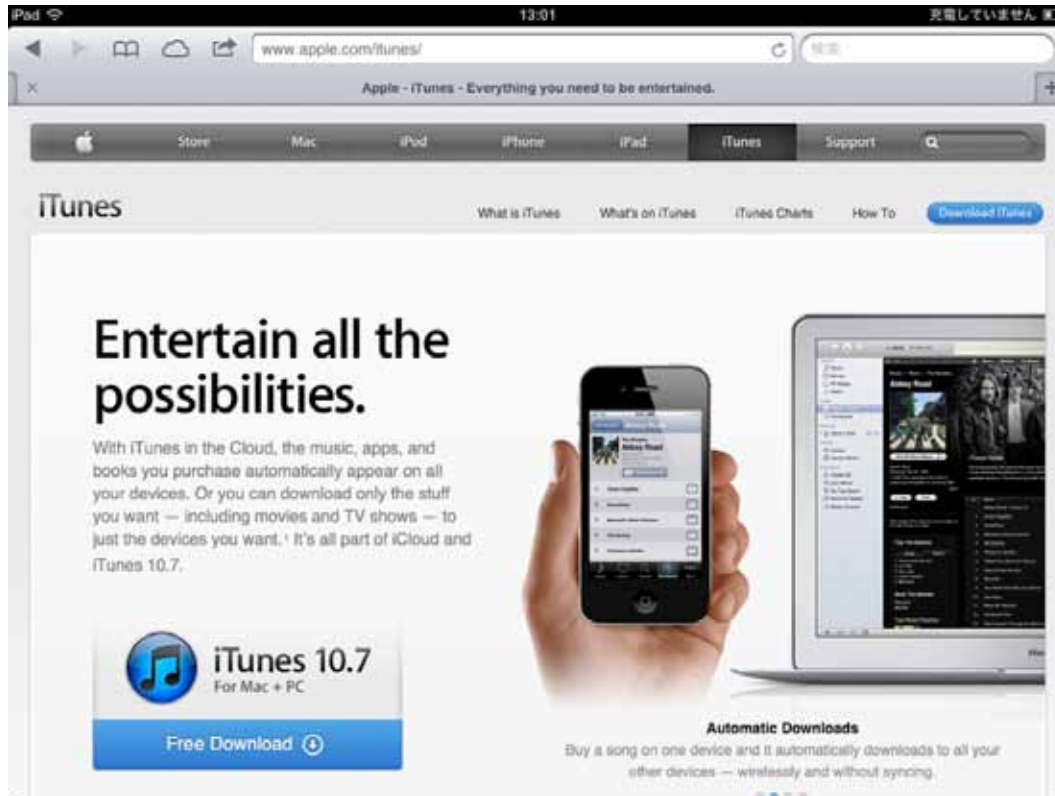 iPad 13:01 充電していません
www.apple.com/itunes/ 検索
Apple - iTunes - Everything you need to be entertained.
Store Mac iPod iPhone iPad iTunes Support
iTunes What is iTunes What's on iTunes iTunes Charts How To Download iTunes
Entertain all the
possibilities.
With iTunes in the Cloud, the music, apps, and
books you purchase automatically appear on all
your devices. Or you can download only the stuff
you want — including movies and TV shows — to
just the devices you want.¹ It's all part of iCloud and
iTunes 10.7.
Abbey Road
Abbey Road
Abbey Road
iTunes 10.7
For Mac + PC
Free Download
Automatic Downloads
Buy a song on one device and it automatically downloads to all your
other devices — wirelessly and without syncing.